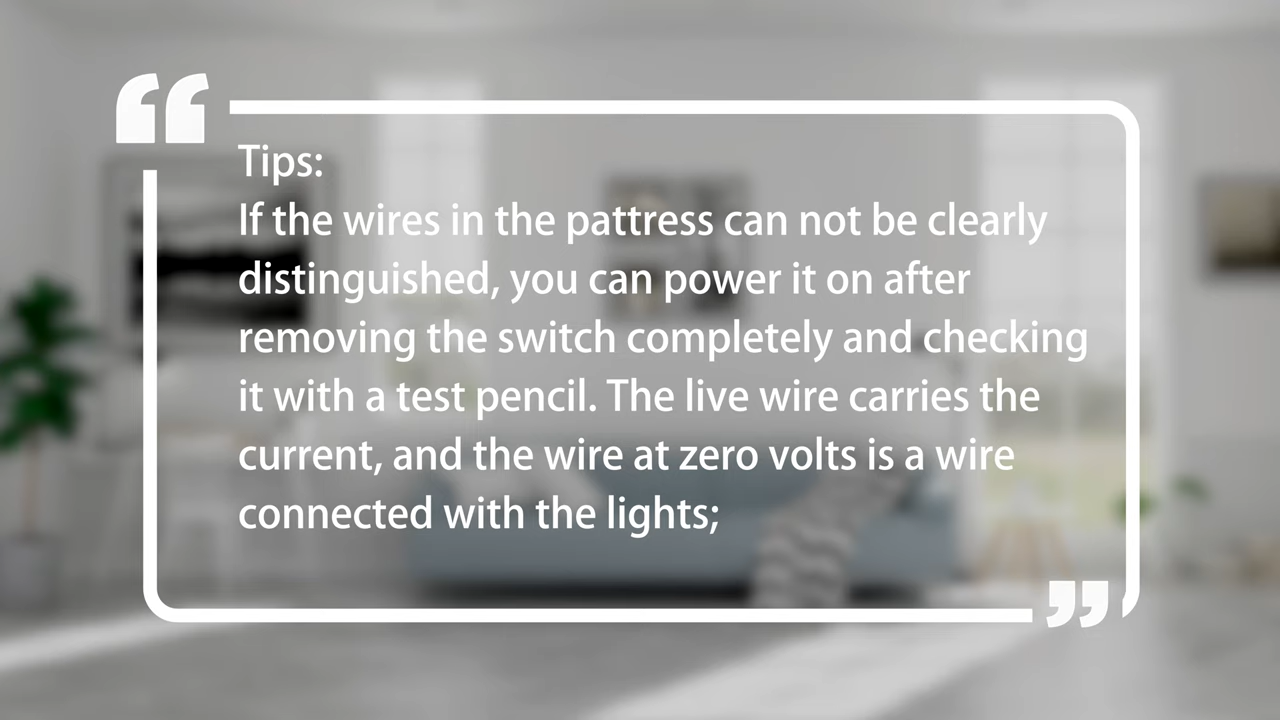 Tips:
If the wires in the pattress can not be clearly
distinguished, you can power it on after
removing the switch completely and checking
it with a test pencil. The live wire carries the
current, and the wire at zero volts is a wire
connected with the lights;